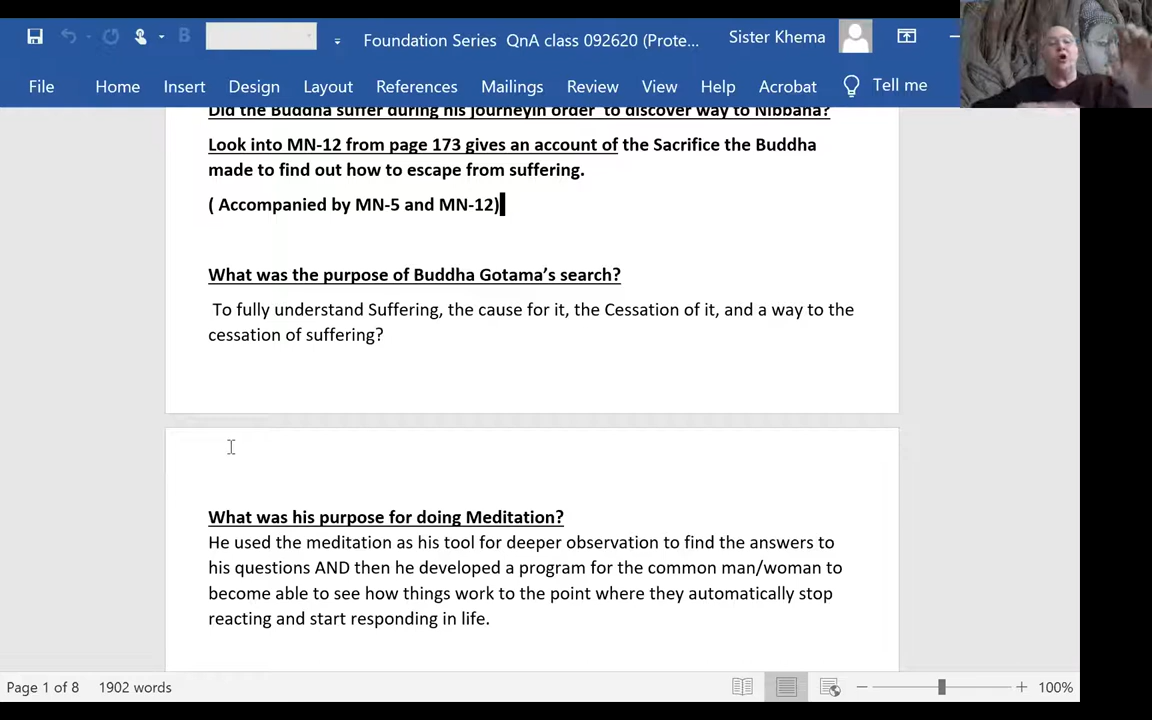 B
Foundation Series QnA class 092620 (Prote...
Sister Khema
File Home Insert Design Layout References Mailings Review View Help Acrobat Tell me
Did the Buddha suffer during his journeyin order to discover way to Nibbana?
Look into MN-12 from page 173 gives an account of the Sacrifice the Buddha
made to find out how to escape from suffering.
( Accompanied by MN-5 and MN-12)
What was the purpose of Buddha Gotama's search?
To fully understand Suffering, the cause for it, the Cessation of it, and a way to the
cessation of suffering?
What was his purpose for doing Meditation?
He used the meditation as his tool for deeper observation to find the answers to
his questions AND then he developed a program for the common man/woman to
become able to see how things work to the point where they automatically stop
reacting and start responding in life.
Page 1 of 8 1902 words
100%